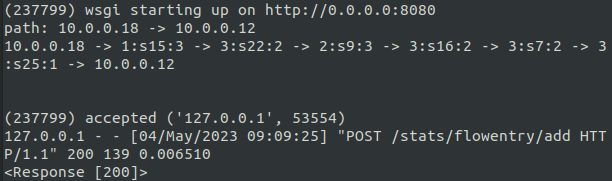 (237799) wsgi starting up on http://0.0.0.0:8080
path: 10.0.0.18 -> 10.0.0.12
10.0.0.18 -> 1:s15:3 -> 3:s22:2 -> 2:s9:3 -> 3:s16:2 -> 3:s7:2 -> 3
:s25:1 -> 10.0.0.12
(237799) accepted ('127.0.0.1', 53554)
127.0.0.1 - - [04/May/2023 09:09:25] "POST /stats/flowentry/add HTT
P/1.1" 200 139 0.006510
<Response [200]>